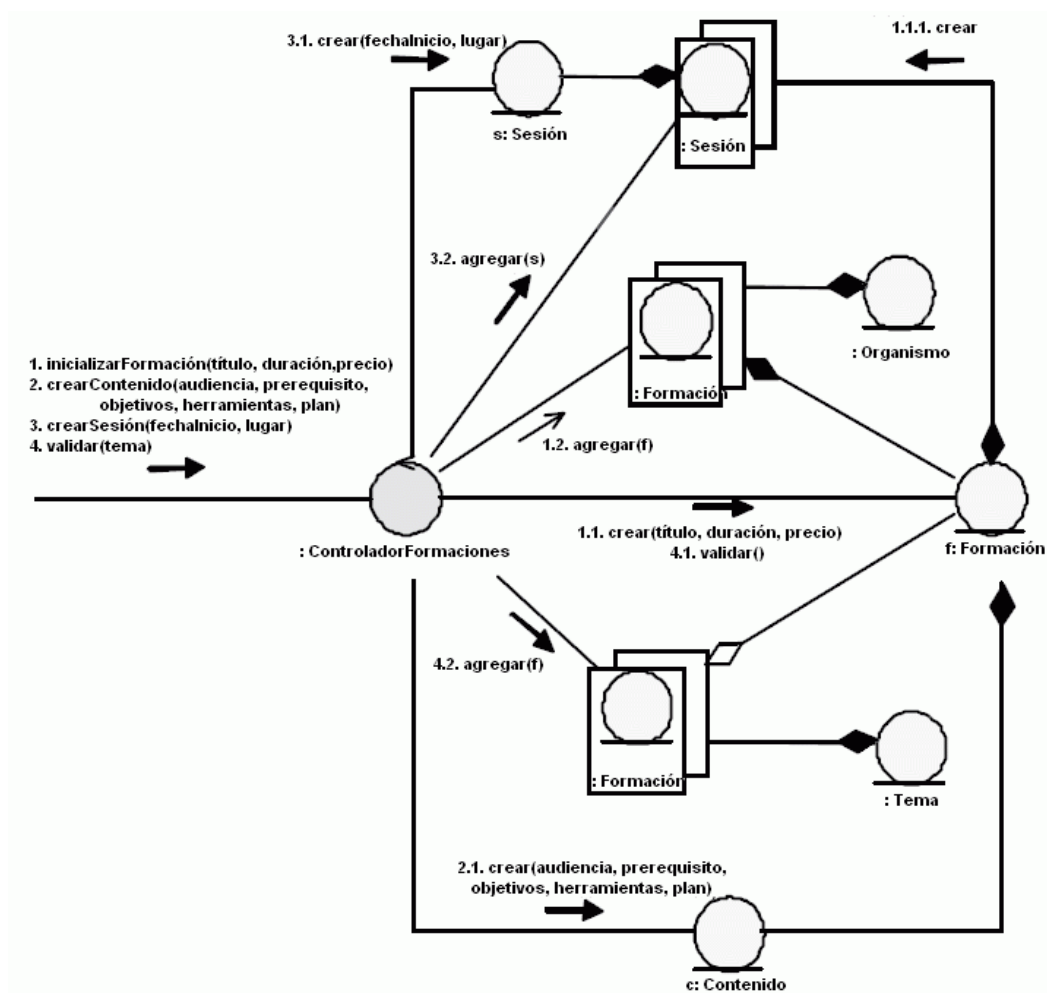 3.1. crear(fechaInicio, lugar)
1.1.1. crear
s: Sesión
: Sesión
3.2. agregar(s)
: Organismo
1. inicializarFormación(título, duración,precio)
2. crearContenido(audiencia, prerequisito,
objetivos, herramientas, plan)
3. crearSesión(fechaInicio, lugar)
4. validar(tema)
: Formación
1.2. agregar(f)
: ControladorFormaciones
1.1. crear(título, duración, precio)
4.1. validar()
f: Formación
4.2. agregar(f)
: Formación
: Tema
2.1. crear(audiencia, prerequisito,
objetivos, herramientas, plan)
c: Contenido